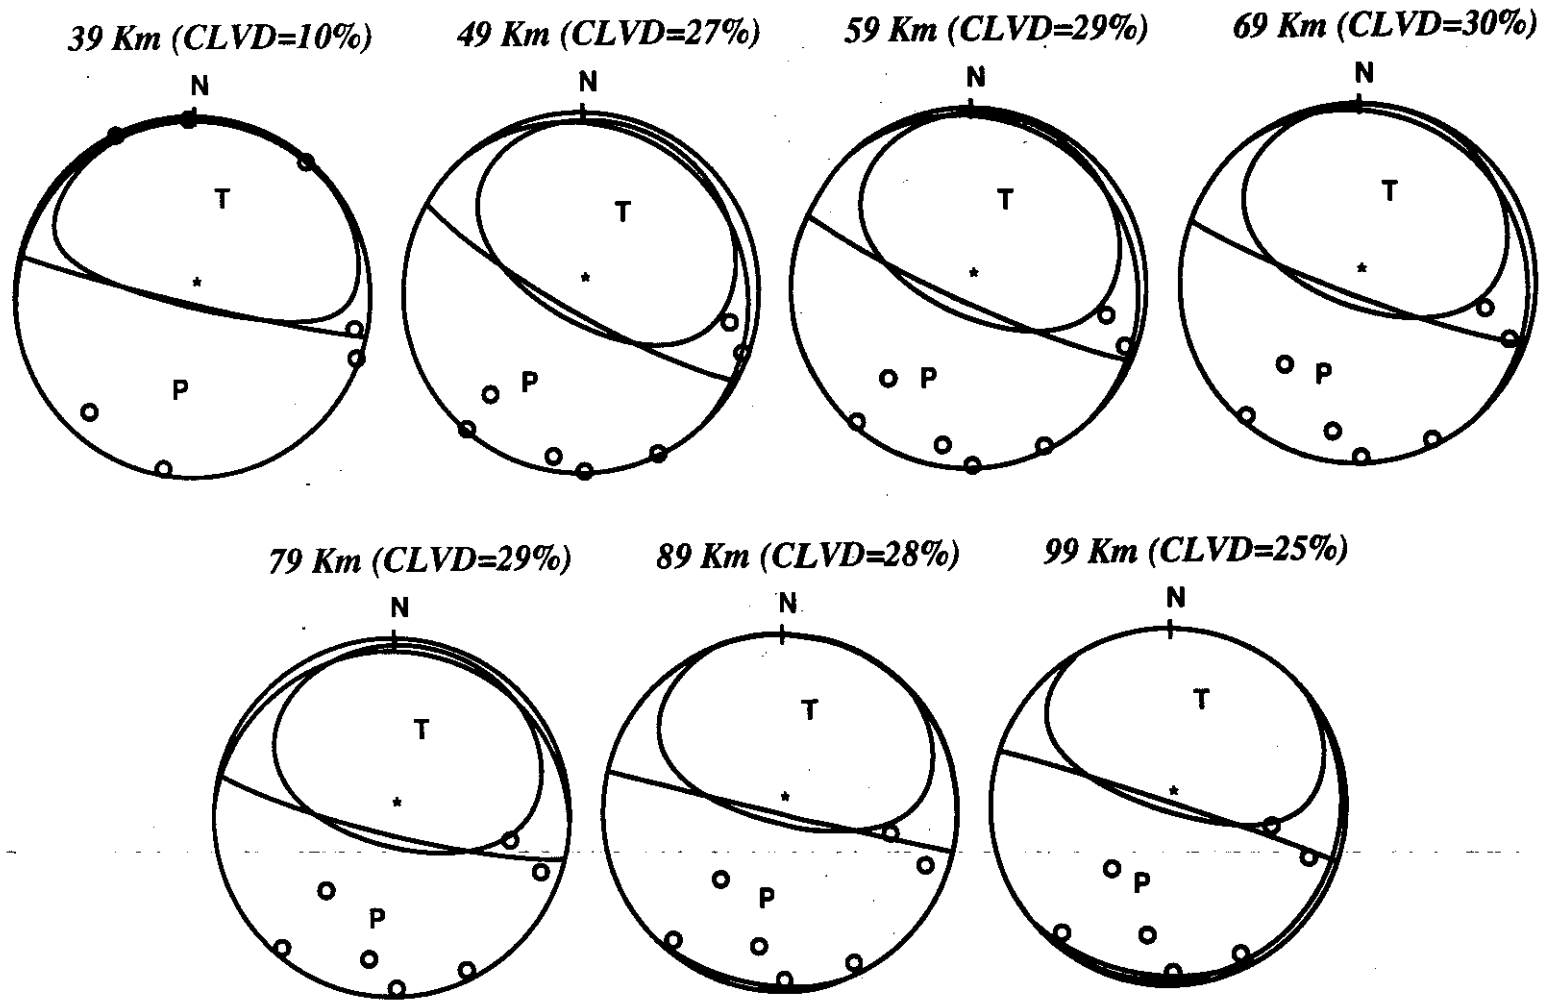 39 Km (CLVD=10%) 49 Km (CLVD=27%) 59 Km (CLVD=29%) 69 Km (CLVD=30%)
N N N N
T T T T
* * * *
P P P P
79 Km (CLVD=29%) 89 Km (CLVD=28%) 99 Km (CLVD=25%)
N N N
T T T
* * *
P P P